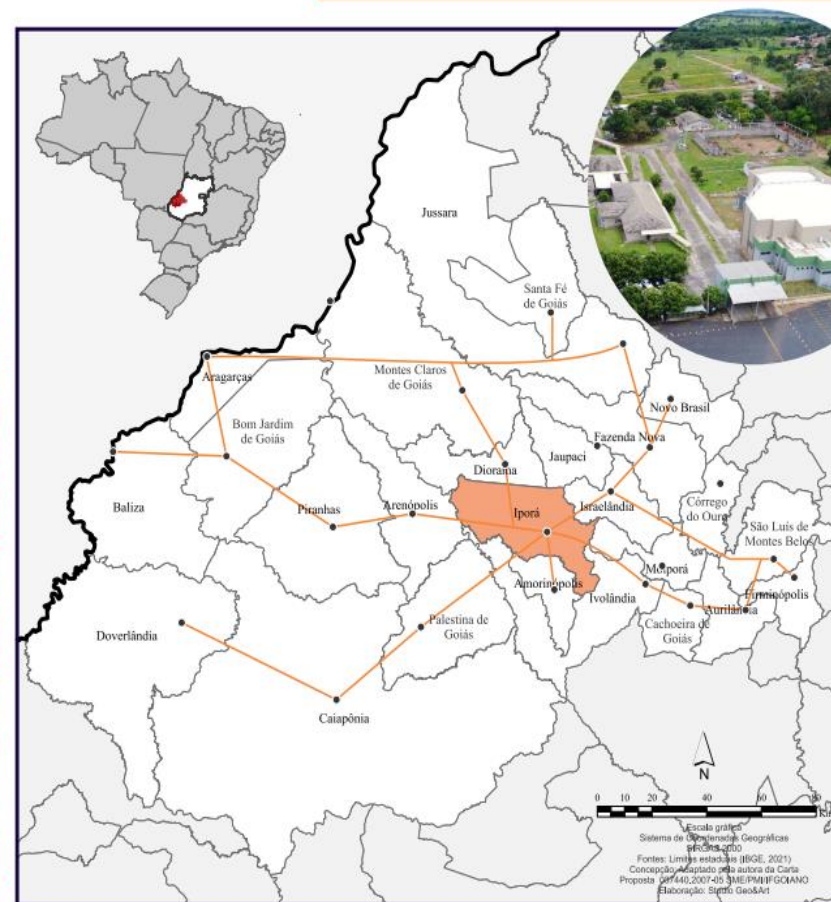 Jussara
Santa Fé
de Goiás
Aragarças
Montes Claros
de Goiás
Novo Brasil
Bom Jardim
de Goiás
Fazenda Nova
Jaupaci
Diorama
Baliza
Piranhas
Arenópolis
Iporá
Israelândia
Córrego
do Ouro
São Luís de
Montes Belos
Moiporá
Amorinópolis
Ivolândia
Firminópolis
Aurilândia
Doverlândia
Palestina de
Goiás
Cachoeira de
Goiás
Caiapônia
N
0 10 20 40 60 80
Km
Escala gráfica
Sistema de Coordenadas Geográficas
SIRGAS 2000
Fontes: Limites estaduais (IBGE, 2021)
Concepção: Adaptado pela autora da Carta
Proposta
Elaboração: Studio Geo&Art